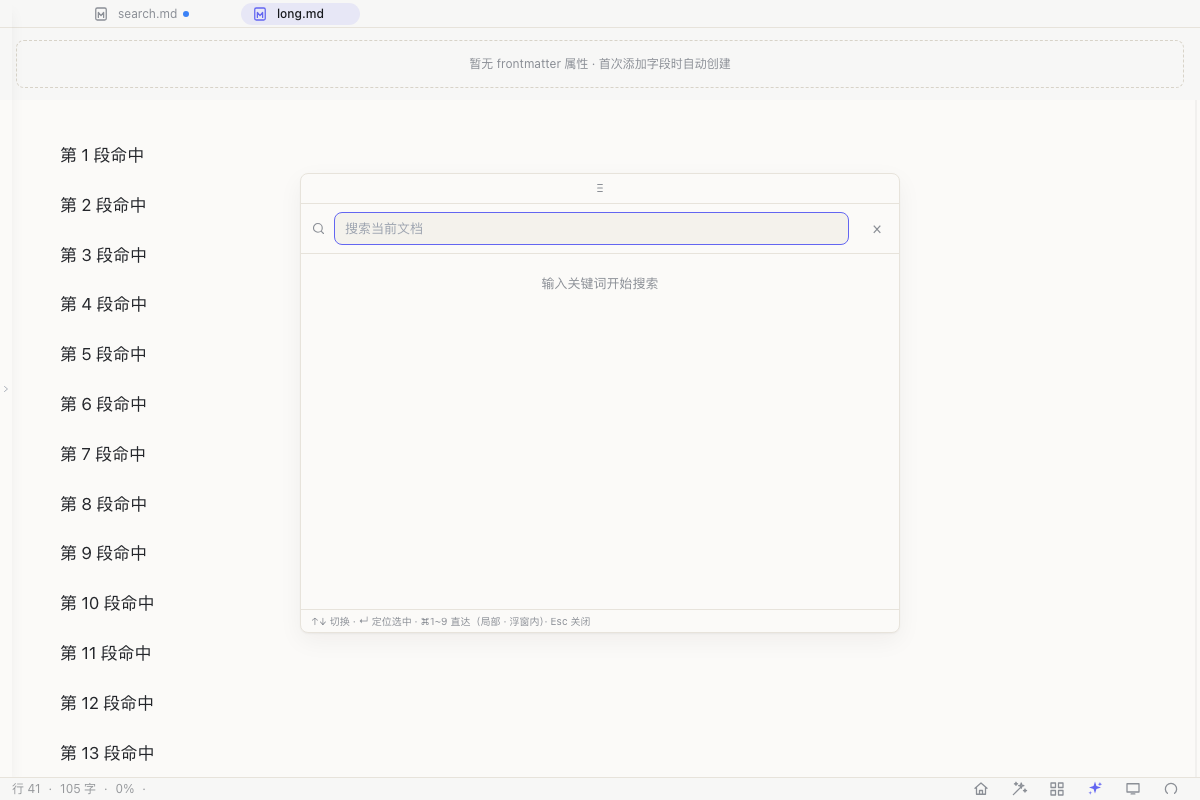 search.md
long.md
暂无 frontmatter 属性 · 首次添加字段时自动创建
第 1 段命中
第 2 段命中
第 3 段命中
第 4 段命中
第 5 段命中
第 6 段命中
第 7 段命中
第 8 段命中
第 9 段命中
第 10 段命中
第 11 段命中
第 12 段命中
第 13 段命中
搜索当前文档
输入关键词开始搜索
↑↓ 切换 · ↵ 定位选中 · ⌘1~9 直达（局部 · 浮窗内）· Esc 关闭
行 41 · 105 字 · 0% ·